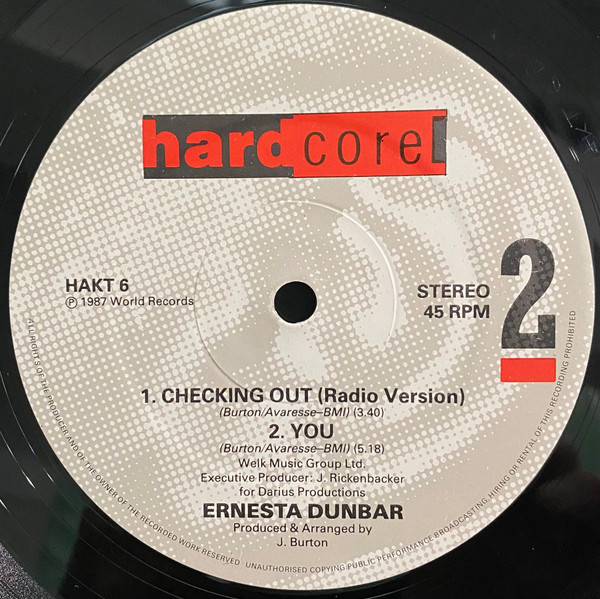 hardcore
HAKT 6
℗ 1987 World Records
STEREO
45 RPM
2
1. CHECKING OUT (Radio Version)
(Burton/Avaresse–BMI) (3.40)
2. YOU
(Burton/Avaresse–BMI) (5.18)
Welk Music Group Ltd.
Executive Producer: J. Rickenbacker
for Darius Productions
ERNESTA DUNBAR
Produced & Arranged by
J. Burton
ALL RIGHTS OF THE PRODUCER AND OF THE OWNER OF THE RECORDED WORK RESERVED UNAUTHORISED COPYING PUBLIC PERFORMANCE BROADCASTING, HIRING OR RENTAL OF THIS RECORDING PROHIBITED